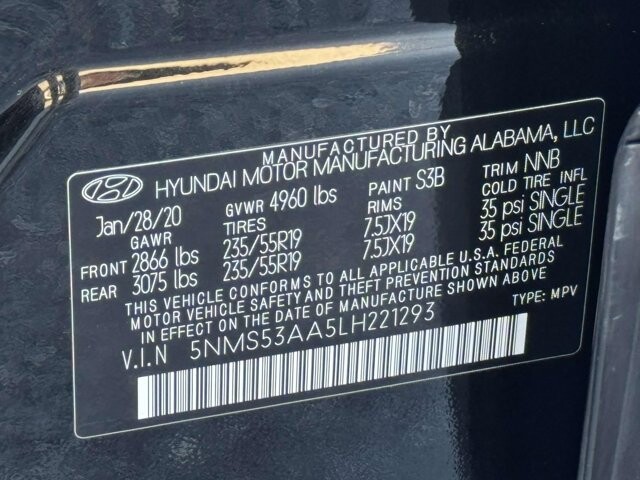 MANUFACTURED BY
HYUNDAI MOTOR MANUFACTURING ALABAMA, LLC
Jan/28/20 GVWR 4960 lbs PAINT S3B TRIM NNB
GAWR TIRES RIMS COLD TIRE INFL
FRONT 2866 lbs 235/55R19 7.5JX19 35 psi SINGLE
REAR 3075 lbs 235/55R19 7.5JX19 35 psi SINGLE
THIS VEHICLE CONFORMS TO ALL APPLICABLE U.S.A. FEDERAL
MOTOR VEHICLE SAFETY AND THEFT PREVENTION STANDARDS
IN EFFECT ON THE DATE OF MANUFACTURE SHOWN ABOVE.
V.I.N 5NMS53AA5LH221293 TYPE: MPV